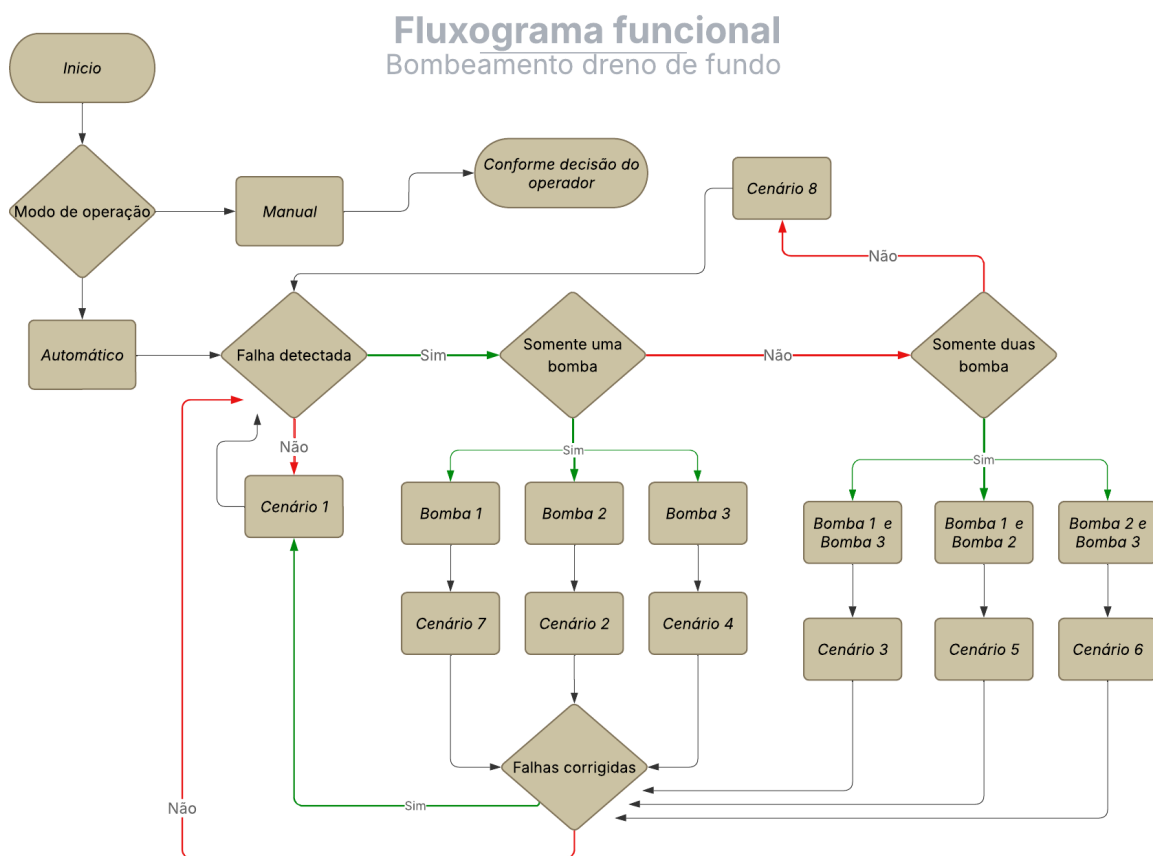 Fluxograma funcional
Bombeamento dreno de fundo
Inicio
Conforme decisão do
operador
Cenário 8
Modo de operação
Manual
Não
Automático
Falha detectada
Sim
Somente uma
bomba
Não
Somente duas
bomba
Não
Sim
Sim
Cenário 1
Bomba 1
Bomba 2
Bomba 3
Bomba 1 e
Bomba 3
Bomba 1 e
Bomba 2
Bomba 2 e
Bomba 3
Cenário 7
Cenário 2
Cenário 4
Cenário 3
Cenário 5
Cenário 6
Falhas corrigidas
Não
Sim